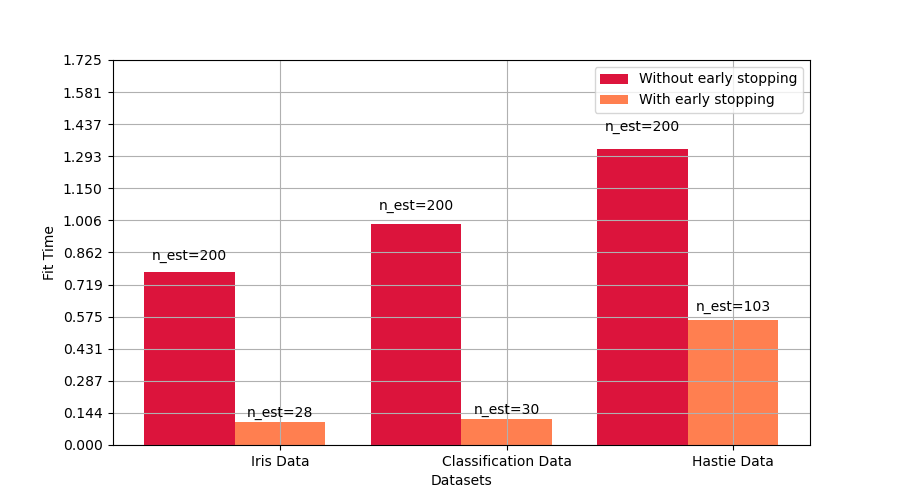 1.725
1.581
1.437
1.293
1.150
1.006
0.862
0.719
0.575
0.431
0.287
0.144
0.000
Fit Time
Without early stopping
With early stopping
n_est=200
n_est=200
n_est=200
n_est=28
n_est=30
n_est=103
Iris Data
Classification Data
Hastie Data
Datasets